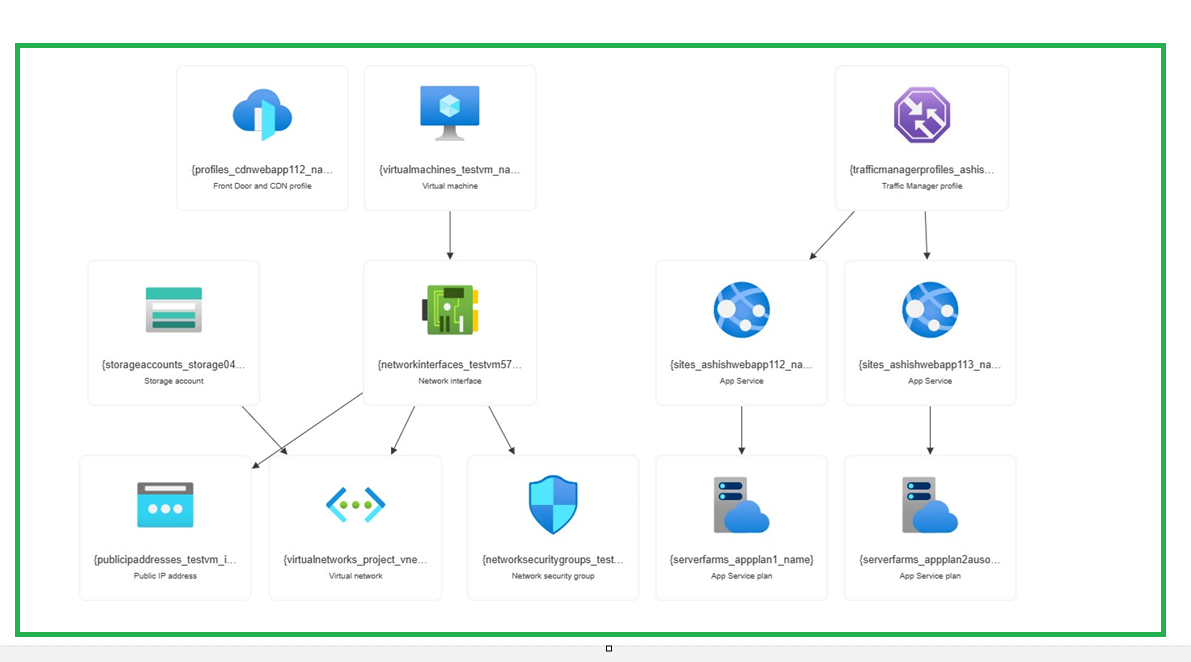 {profiles_cdnwebapp112_na...
Front Door and CDN profile
{virtualmachines_testvm_na...
Virtual machine
{trafficmanagerprofiles_ashis...
Traffic Manager profile
{storageaccounts_storage04...
Storage account
{networkinterfaces_testvm57...
Network interface
{sites_ashishwebapp112_na...
App Service
{sites_ashishwebapp113_na...
App Service
{publicipaddresses_testvm_i...
Public IP address
{virtualnetworks_project_vne...
Virtual network
{networksecuritygroups_test...
Network security group
{serverfarms_appplan1_name}
App Service plan
{serverfarms_appplan2auso...
App Service plan